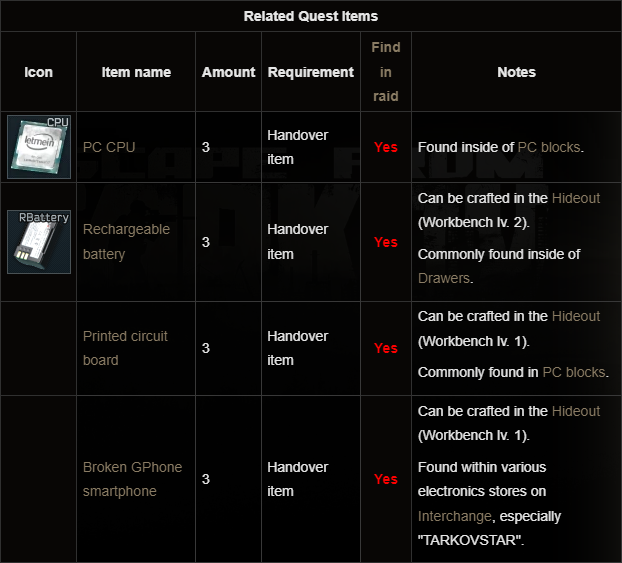 Related Quest Items
Icon
Item name
Amount
Requirement
Find
in
raid
Notes
CPU
letmein
PC CPU
3
Handover
item
Yes
Found inside of PC blocks.
RBattery
Rechargeable
battery
3
Handover
item
Yes
Can be crafted in the Hideout
(Workbench lv. 2).
Commonly found inside of
Drawers.
Printed circuit
board
3
Handover
item
Yes
Can be crafted in the Hideout
(Workbench lv. 1).
Commonly found in PC blocks.
Broken GPhone
smartphone
3
Handover
item
Yes
Can be crafted in the Hideout
(Workbench lv. 1).
Found within various
electronics stores on
Interchange, especially
"TARKOVSTAR".